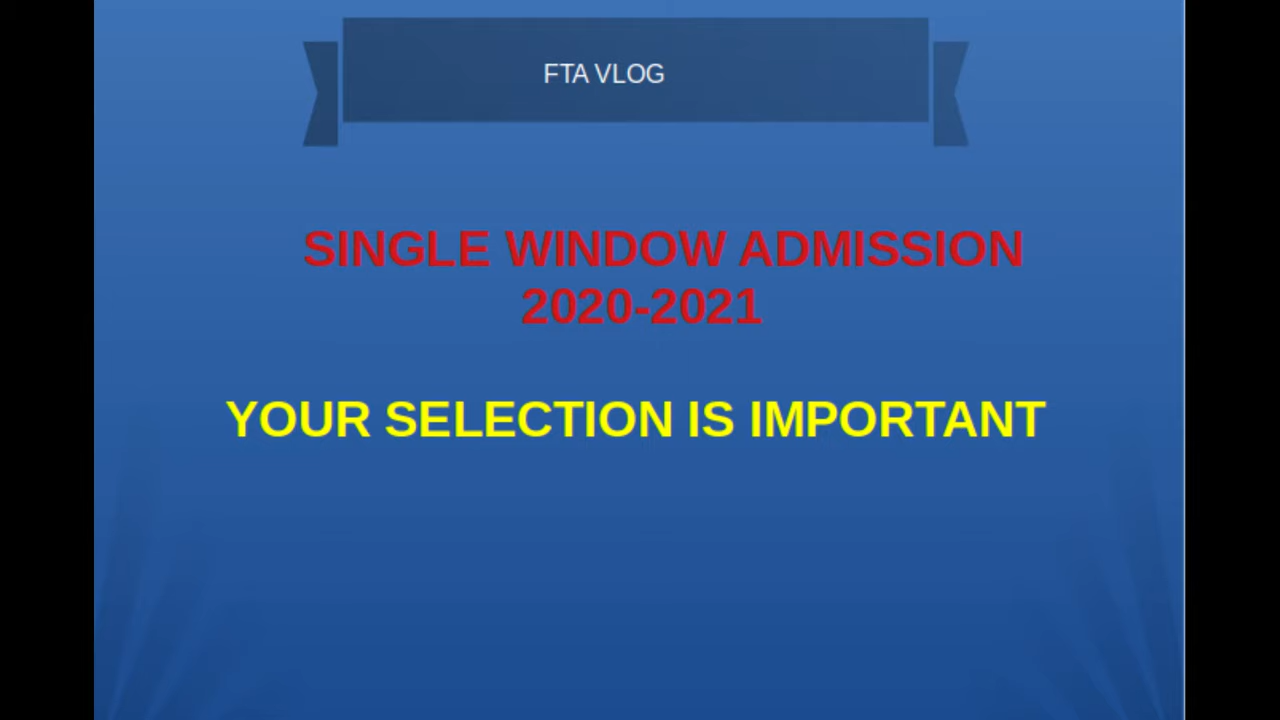 FTA VLOG
SINGLE WINDOW ADMISSION
2020-2021
YOUR SELECTION IS IMPORTANT